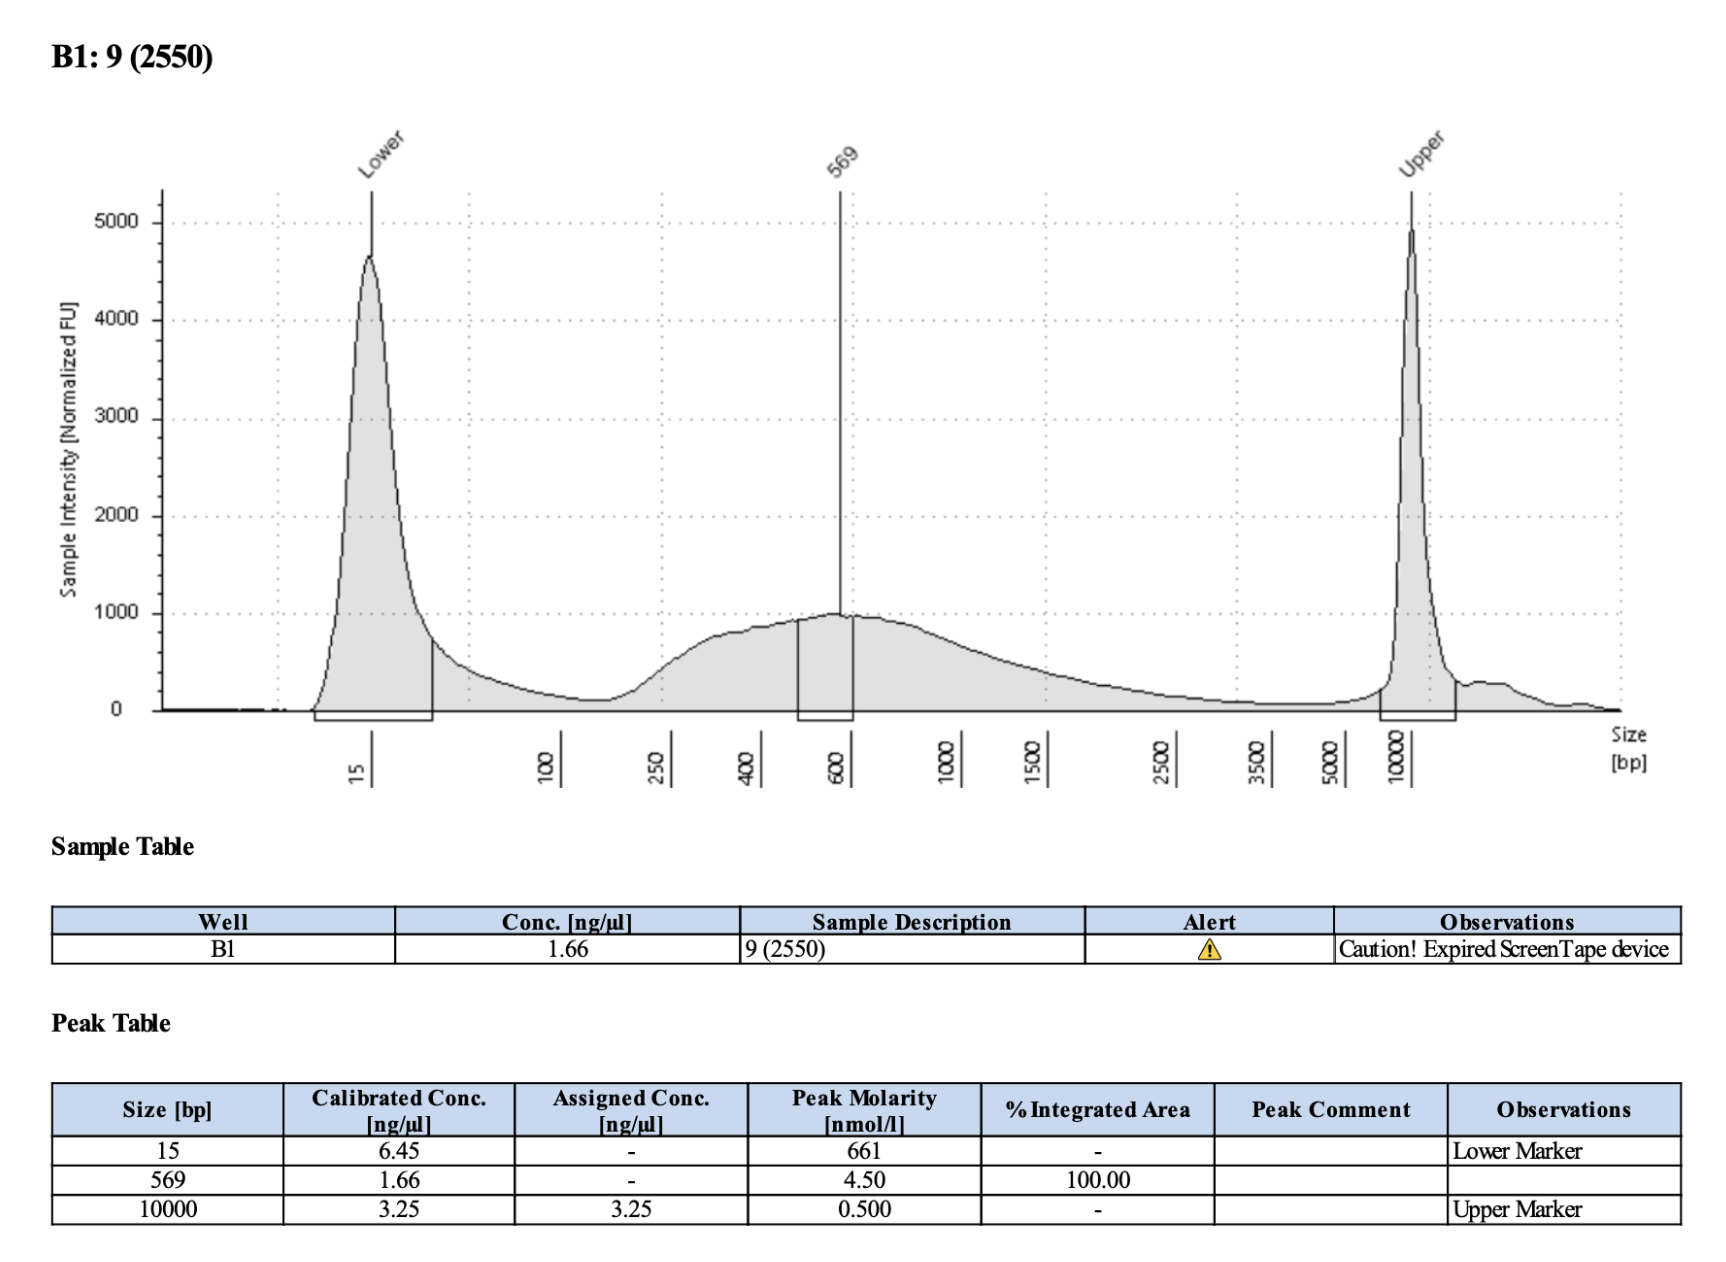 B1: 9 (2550)
Lower
569
Upper
5000
4000
3000
2000
1000
0
Sample Intensity [Normalized FU]
15
100
250
400
600
1000
1500
2500
3500
5000
10000
Size
[bp]
Sample Table
Well Conc. [ng/µl] Sample Description Alert Observations
B1 1.66 9 (2550) Caution! Expired ScreenTape device
Peak Table
Size [bp] Calibrated Conc. [ng/µl] Assigned Conc. [ng/µl] Peak Molarity [nmol/l] % Integrated Area Peak Comment Observations
15 6.45 - 661 - Lower Marker
569 1.66 - 4.50 100.00
10000 3.25 3.25 0.500 - Upper Marker